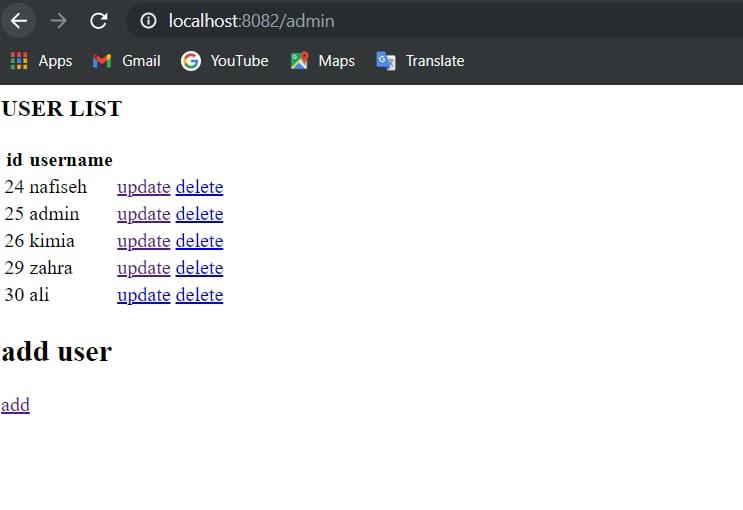 localhost:8082/admin
Apps Gmail YouTube Maps Translate
USER LIST
id username
24 nafiseh update delete
25 admin update delete
26 kimia update delete
29 zahra update delete
30 ali update delete
add user
add